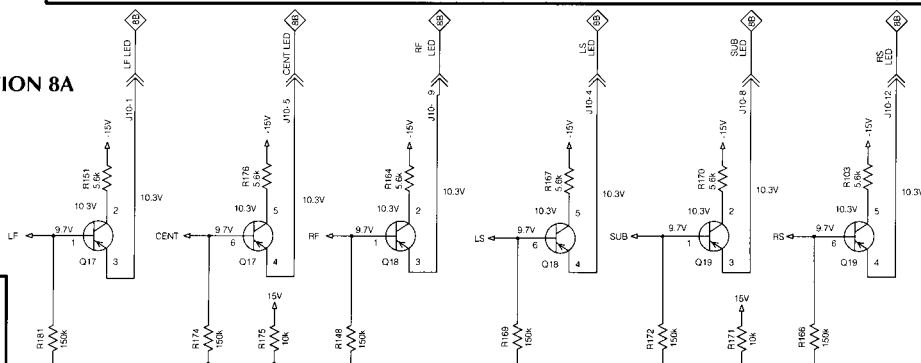 8B
8B
8B
8B
8B
8B
LF LED
CENT LED
RF
LED
LS
LED
SUB
LED
RS
LED
TION 8A
J10-1
J10-5
J10- 9
J10-4
J10-8
J10-12
-15V
-15V
-15V
-15V
-15V
-15V
R151
5.6k
R176
5.6k
R164
5.6k
R167
5.6k
R170
5.6k
R103
5.6k
10.3V
10.3V
10.3V
10.3V
10.3V
10.3V
10.3V 2
10.3V 5
10.3V 2
10.3V 5
10.3V 2
10.3V 5
LF 9.7V 1
CENT 9.7V 6
RF 9.7V 1
LS 9.7V 6
SUB 9.7V 1
RS 9.7V 6
Q17 3
Q17 4
Q18 3
Q18 4
Q19 3
Q19 4
15V
15V
R181
150k
R174
150k
R175
10k
R148
150k
R169
150k
R172
150k
R171
10k
R166
150k